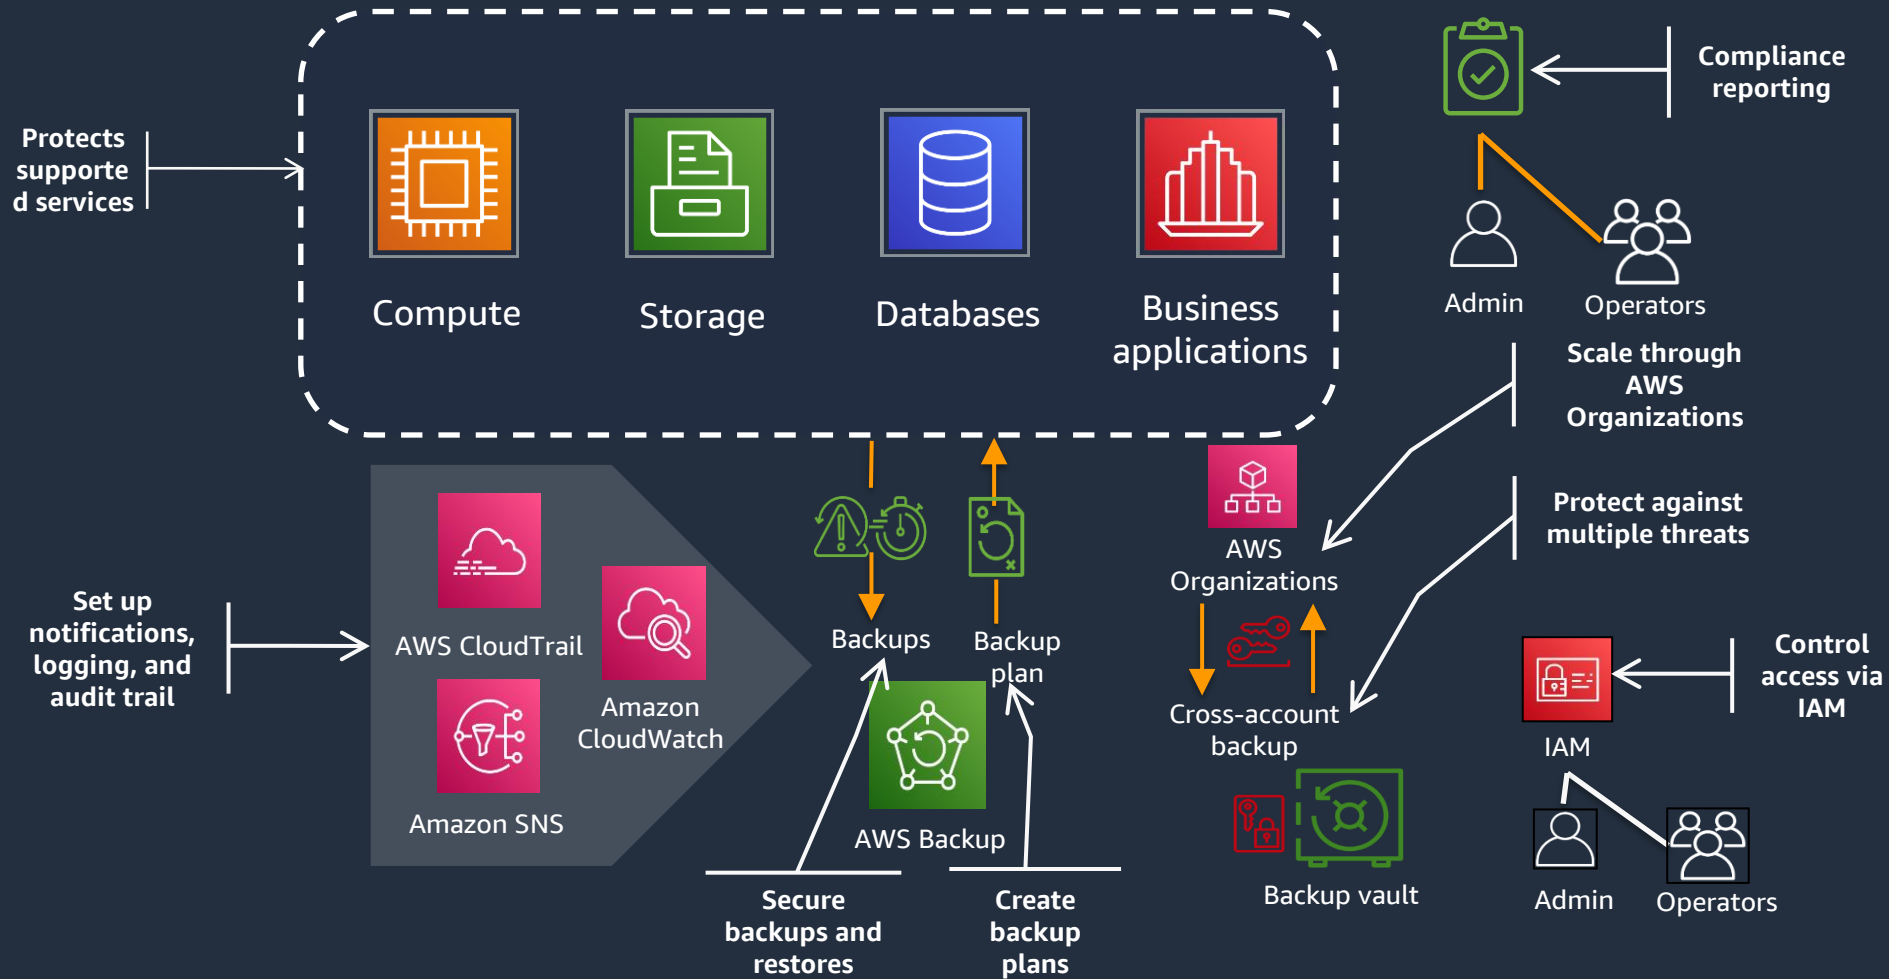 Protects
supporte
d services
Compute
Storage
Databases
Business
applications
Compliance
reporting
Admin
Operators
Scale through
AWS
Organizations
Protect against
multiple threats
Set up
notifications,
logging, and
audit trail
AWS CloudTrail
Amazon
CloudWatch
Amazon SNS
Backups
Backup
plan
AWS Backup
Secure
backups and
restores
Create
backup
plans
AWS
Organizations
Cross-account
backup
Backup vault
Control
access via
IAM
IAM
Admin
Operators